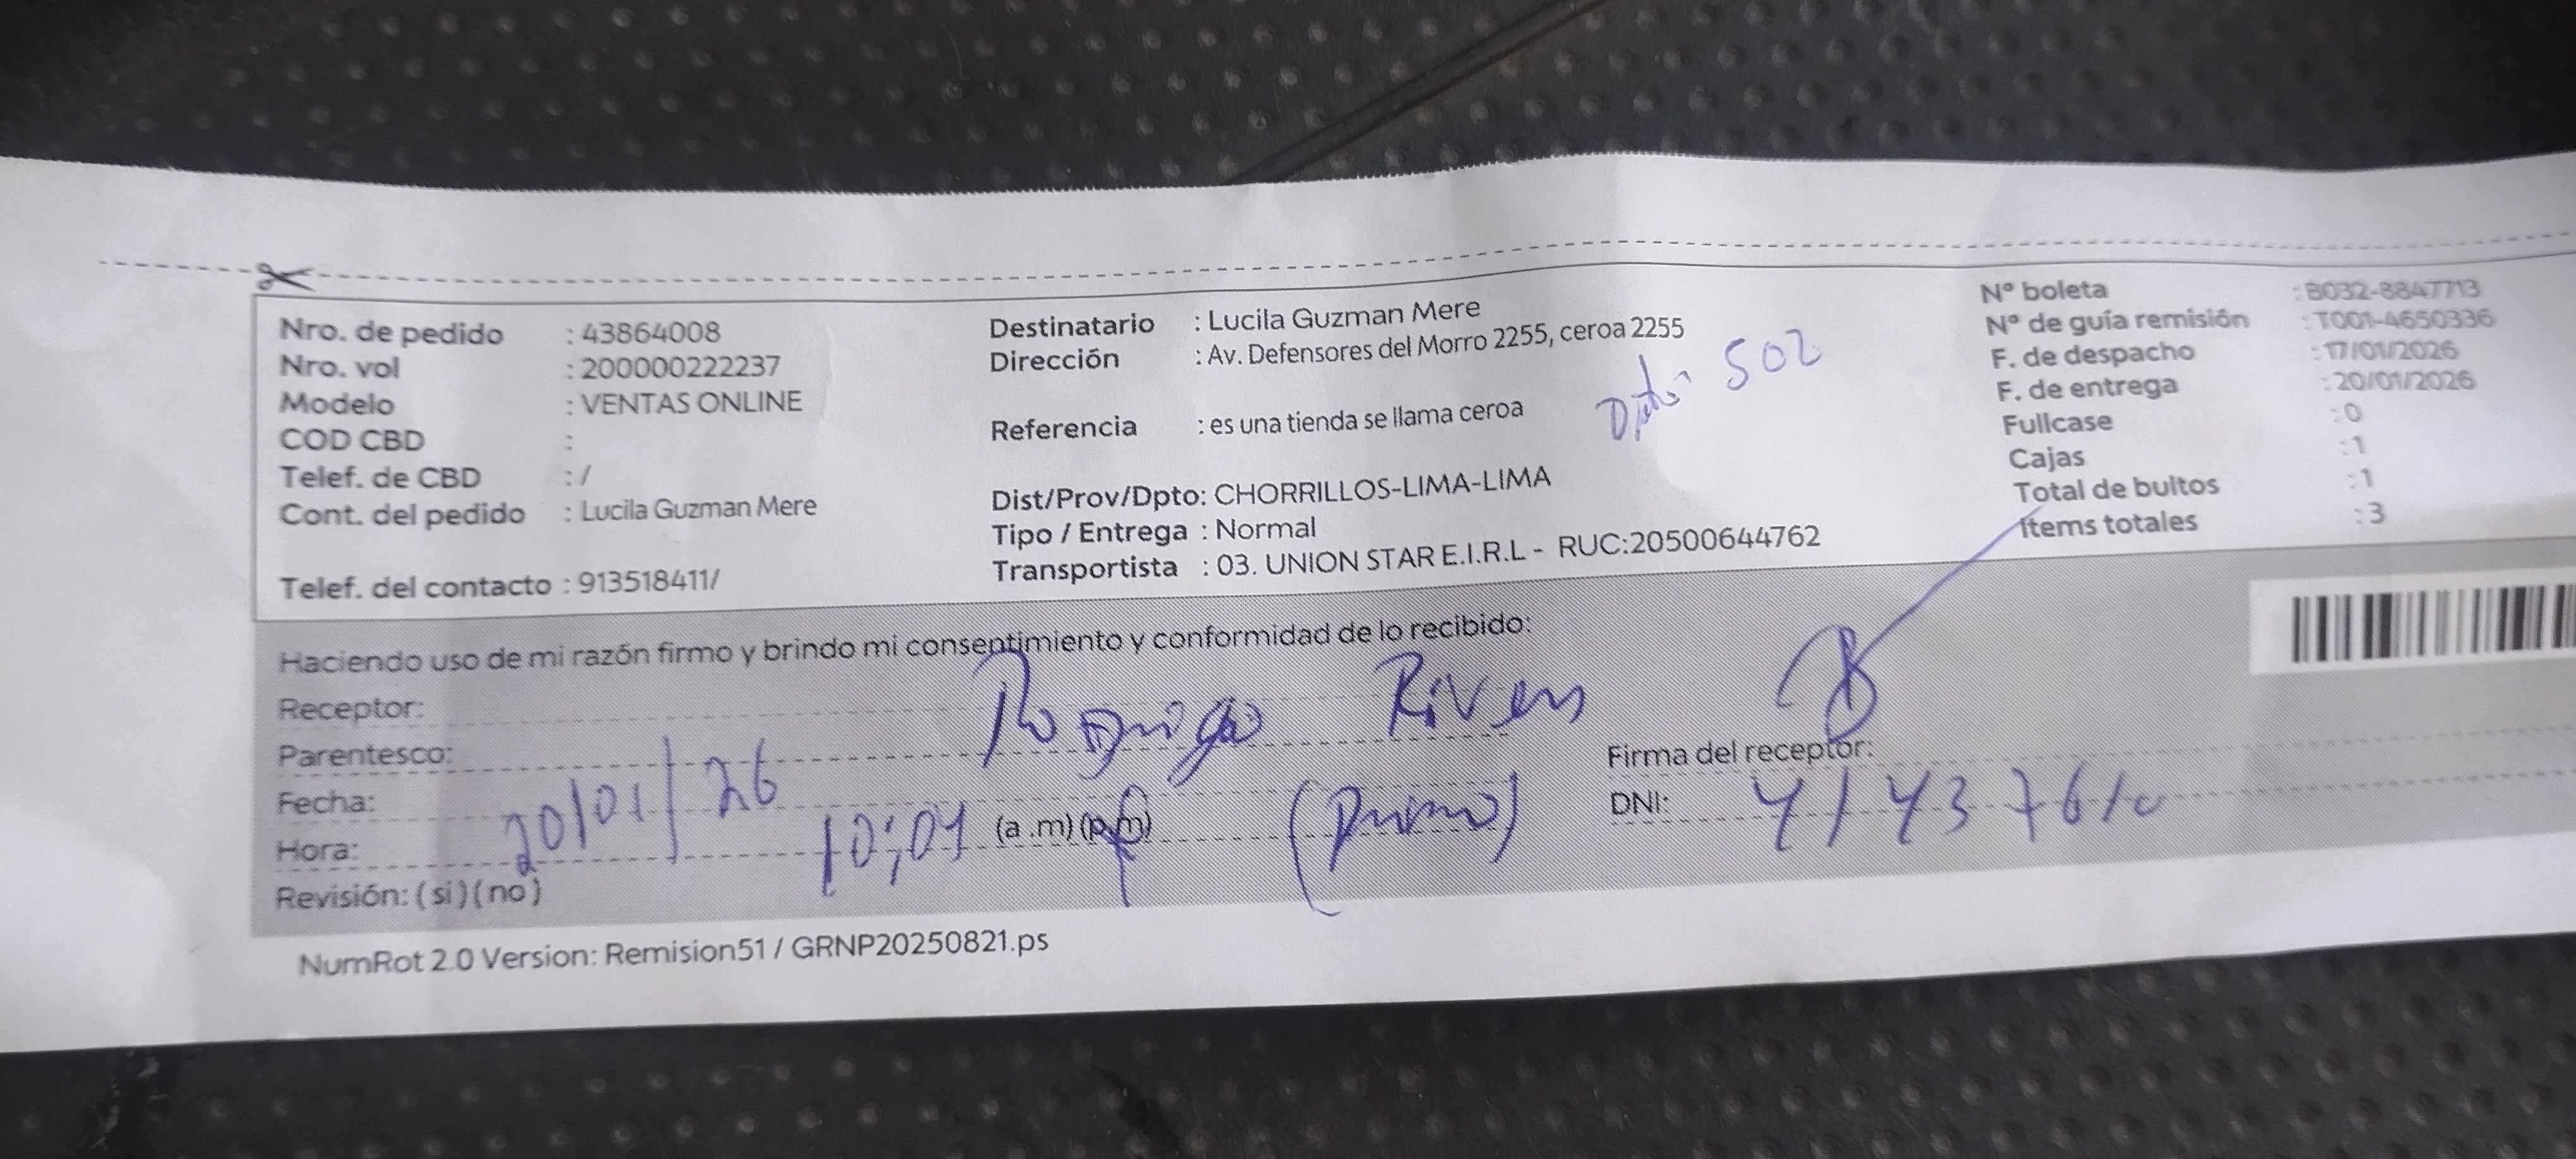 Nro. de pedido : 43864008
Nro. vol : 200000222237
Modelo : VENTAS ONLINE
COD CBD :
Telef. de CBD : /
Cont. del pedido : Lucila Guzman Mere
Telef. del contacto : 913518411/
Destinatario : Lucila Guzman Mere
Dirección : Av. Defensores del Morro 2255, ceroa 2255
Dpto 502
Referencia : es una tienda se llama ceroa
Dist/Prov/Dpto: CHORRILLOS-LIMA-LIMA
Tipo / Entrega : Normal
Transportista : 03. UNION STAR E.I.R.L - RUC:20500644762
N° boleta : B032-8847713
N° de guía remisión : T001-4650336
F. de despacho : 17/01/2026
F. de entrega : 20/01/2026
Fullcase : 0
Cajas : 1
Total de bultos : 1
Ítems totales : 3
Haciendo uso de mi razón firmo y brindo mi consentimiento y conformidad de lo recibido:
Receptor: Rodrigo
Parentesco:
Fecha: 20/01/26
Hora: 10:09 (a .m) (p.m)
(primo)
Revisión: ( si ) ( no )
Firma del receptor:
DNI:
NumRot 2.0 Version: Remision51 / GRNP20250821.ps